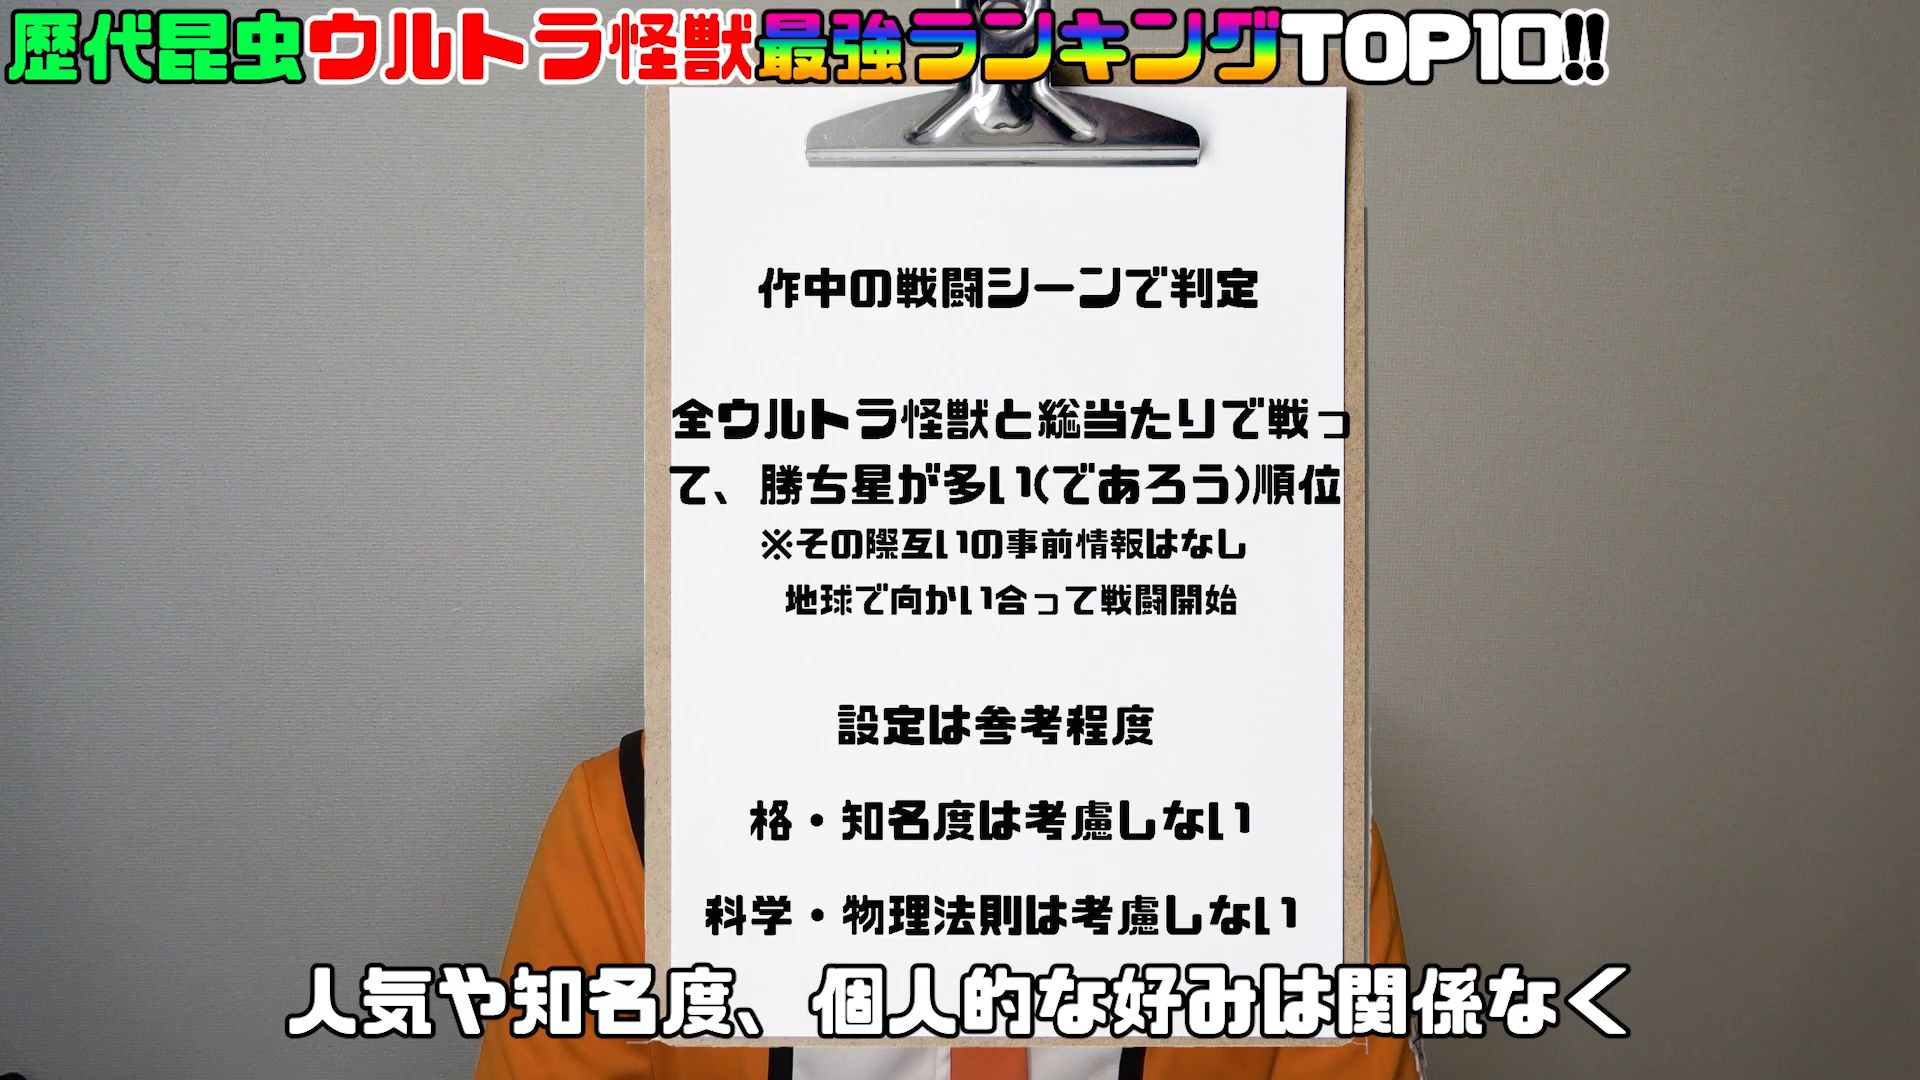 歴代昆虫ウルトラ怪獣最強ランキングTOP10!!
作中の戦闘シーンで判定
全ウルトラ怪獣と総当たりで戦っ
て、勝ち星が多い(であろう)順位
※その際互いの事前情報はなし
地球で向かい合って戦闘開始
設定は参考程度
格・知名度は考慮しない
科学・物理法則は考慮しない
人気や知名度、個人的な好みは関係なく